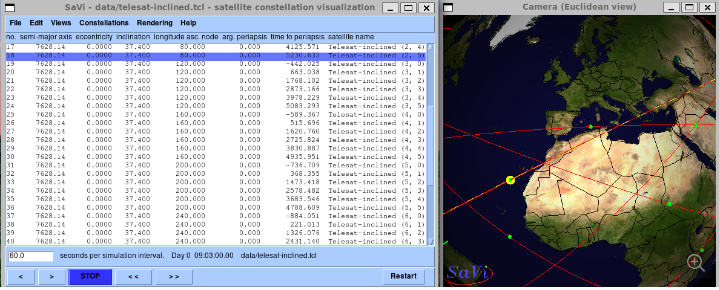 SaVi - data/telesat-inclined.tcl - satellite constellation visualization
File Edit Views Constellations Rendering Help
no. semi-major axis eccentricity inclination longitude asc. node arg. periapsis time to periapsis satellite name
17 7628.14 0.0000 37.400 80.000 0.000 4125.571 Telesat-inclined (2, 4)
18 7628.14 0.0000 37.400 80.000 0.000 5230.635 Telesat-inclined (2, 5)
19 7628.14 0.0000 37.400 120.000 0.000 -442.025 Telesat-inclined (3, 0)
20 7628.14 0.0000 37.400 120.000 0.000 663.038 Telesat-inclined (3, 1)
21 7628.14 0.0000 37.400 120.000 0.000 1768.102 Telesat-inclined (3, 2)
22 7628.14 0.0000 37.400 120.000 0.000 2873.166 Telesat-inclined (3, 3)
23 7628.14 0.0000 37.400 120.000 0.000 3978.229 Telesat-inclined (3, 4)
24 7628.14 0.0000 37.400 120.000 0.000 5083.293 Telesat-inclined (3, 5)
25 7628.14 0.0000 37.400 160.000 0.000 -589.367 Telesat-inclined (4, 0)
26 7628.14 0.0000 37.400 160.000 0.000 515.696 Telesat-inclined (4, 1)
27 7628.14 0.0000 37.400 160.000 0.000 1620.760 Telesat-inclined (4, 2)
28 7628.14 0.0000 37.400 160.000 0.000 2725.824 Telesat-inclined (4, 3)
29 7628.14 0.0000 37.400 160.000 0.000 3830.887 Telesat-inclined (4, 4)
30 7628.14 0.0000 37.400 160.000 0.000 4935.951 Telesat-inclined (4, 5)
31 7628.14 0.0000 37.400 200.000 0.000 -736.709 Telesat-inclined (5, 0)
32 7628.14 0.0000 37.400 200.000 0.000 368.355 Telesat-inclined (5, 1)
33 7628.14 0.0000 37.400 200.000 0.000 1473.418 Telesat-inclined (5, 2)
34 7628.14 0.0000 37.400 200.000 0.000 2578.482 Telesat-inclined (5, 3)
35 7628.14 0.0000 37.400 200.000 0.000 3683.546 Telesat-inclined (5, 4)
36 7628.14 0.0000 37.400 200.000 0.000 4788.609 Telesat-inclined (5, 5)
37 7628.14 0.0000 37.400 240.000 0.000 -884.051 Telesat-inclined (6, 0)
38 7628.14 0.0000 37.400 240.000 0.000 221.013 Telesat-inclined (6, 1)
39 7628.14 0.0000 37.400 240.000 0.000 1326.076 Telesat-inclined (6, 2)
40 7628.14 0.0000 37.400 240.000 0.000 2431.140 Telesat-inclined (6, 3)
60.0 seconds per simulation interval. Day 0 09:03:00.00 data/telesat-inclined.tcl
< > STOP << >> Restart
Camera (Euclidean view)
SaVi